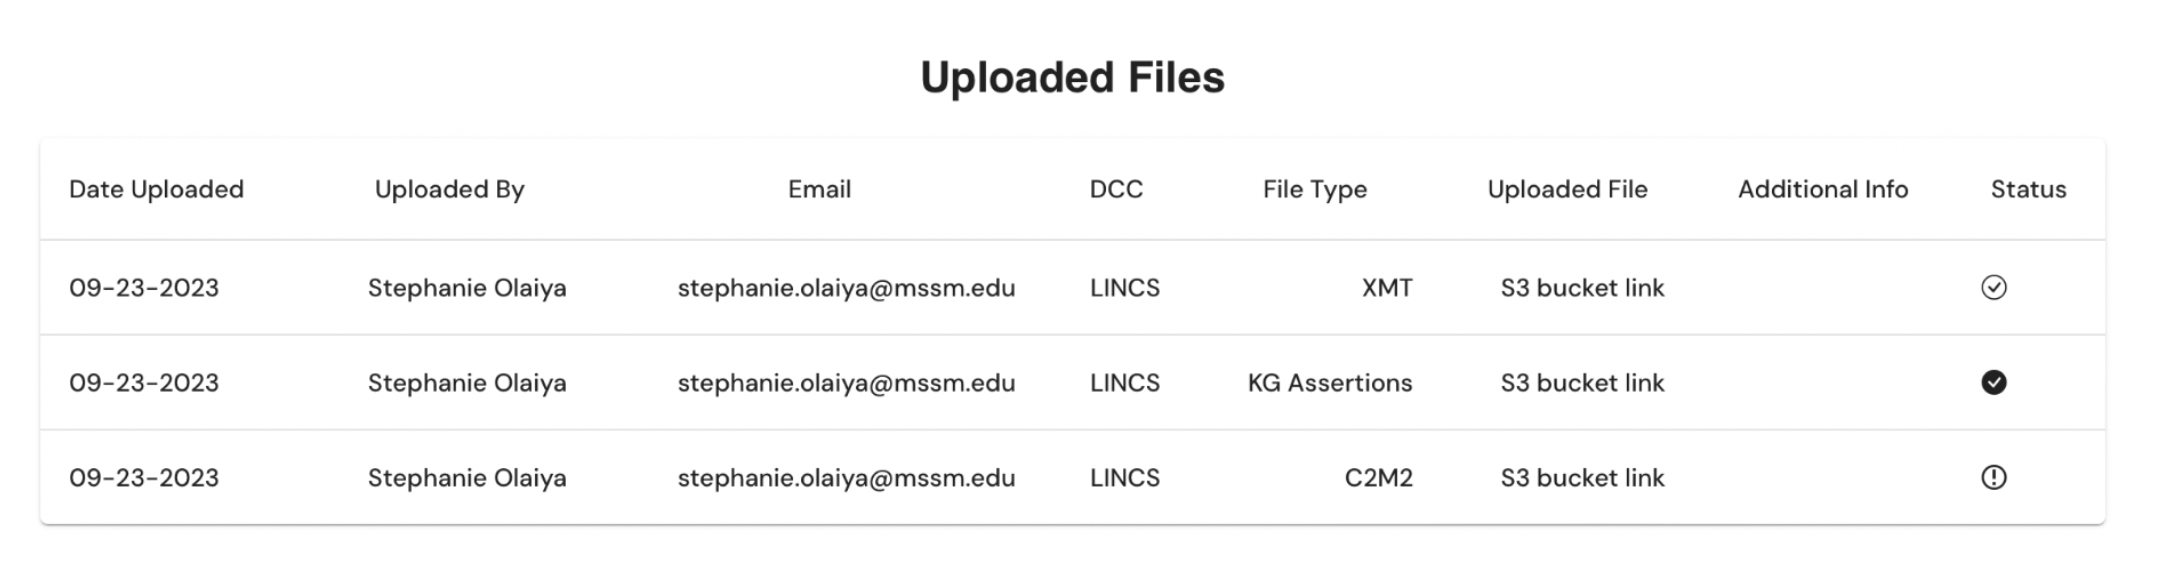 Uploaded Files
Date Uploaded Uploaded By Email DCC File Type Uploaded File Additional Info Status
09-23-2023 Stephanie Olaiya stephanie.olaiya@mssm.edu LINCS XMT S3 bucket link
09-23-2023 Stephanie Olaiya stephanie.olaiya@mssm.edu LINCS KG Assertions S3 bucket link
09-23-2023 Stephanie Olaiya stephanie.olaiya@mssm.edu LINCS C2M2 S3 bucket link